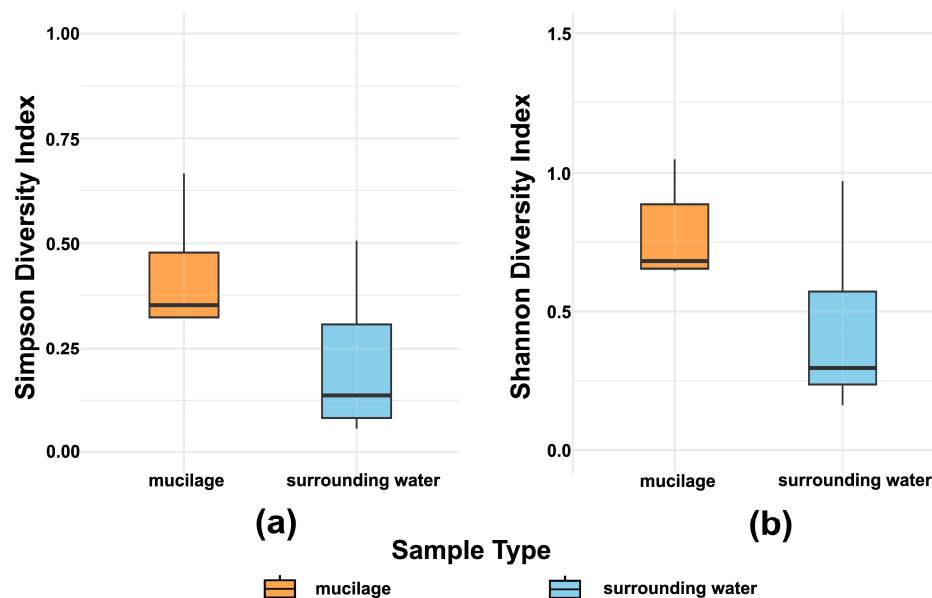 Simpson Diversity Index
1.00
0.75
0.50
0.25
0.00
mucilage
surrounding water
(a)
Shannon Diversity Index
1.5
1.0
0.5
0.0
mucilage
surrounding water
(b)
Sample Type
mucilage
surrounding water